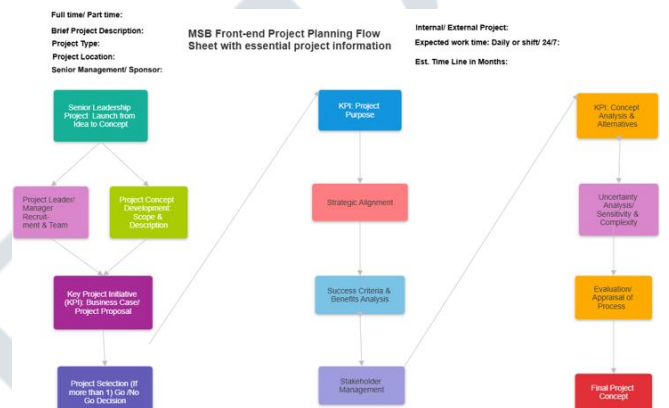 Full time/ Part time:
Brief Project Description:
Project Type:
Project Location:
Senior Management/ Sponsor:
MSB Front-end Project Planning Flow
Sheet with essential project information
Internal/ External Project:
Expected work time: Daily or shift/ 24/7:
Est. Time Line in Months:
Senior Leadership
Project Launch from
Idea to Concept
Project Leader/
Manager
Recruit-
ment & Team
Project Concept
Development:
Scope &
Description
Key Project Initiative
(KPI): Business Case/
Project Proposal
Project Selection (If
more than 1) Go /No
Go Decision
KPI: Project
Purpose
Strategic Alignment
Success Criteria &
Benefits Analysis
Stakeholder
Management
KPI: Concept
Analysis &
Alternatives
Uncertainty
Analysis/
Sensitivity &
Complexity
Evaluation/
Appraisal of
Process
Final Project
Concept